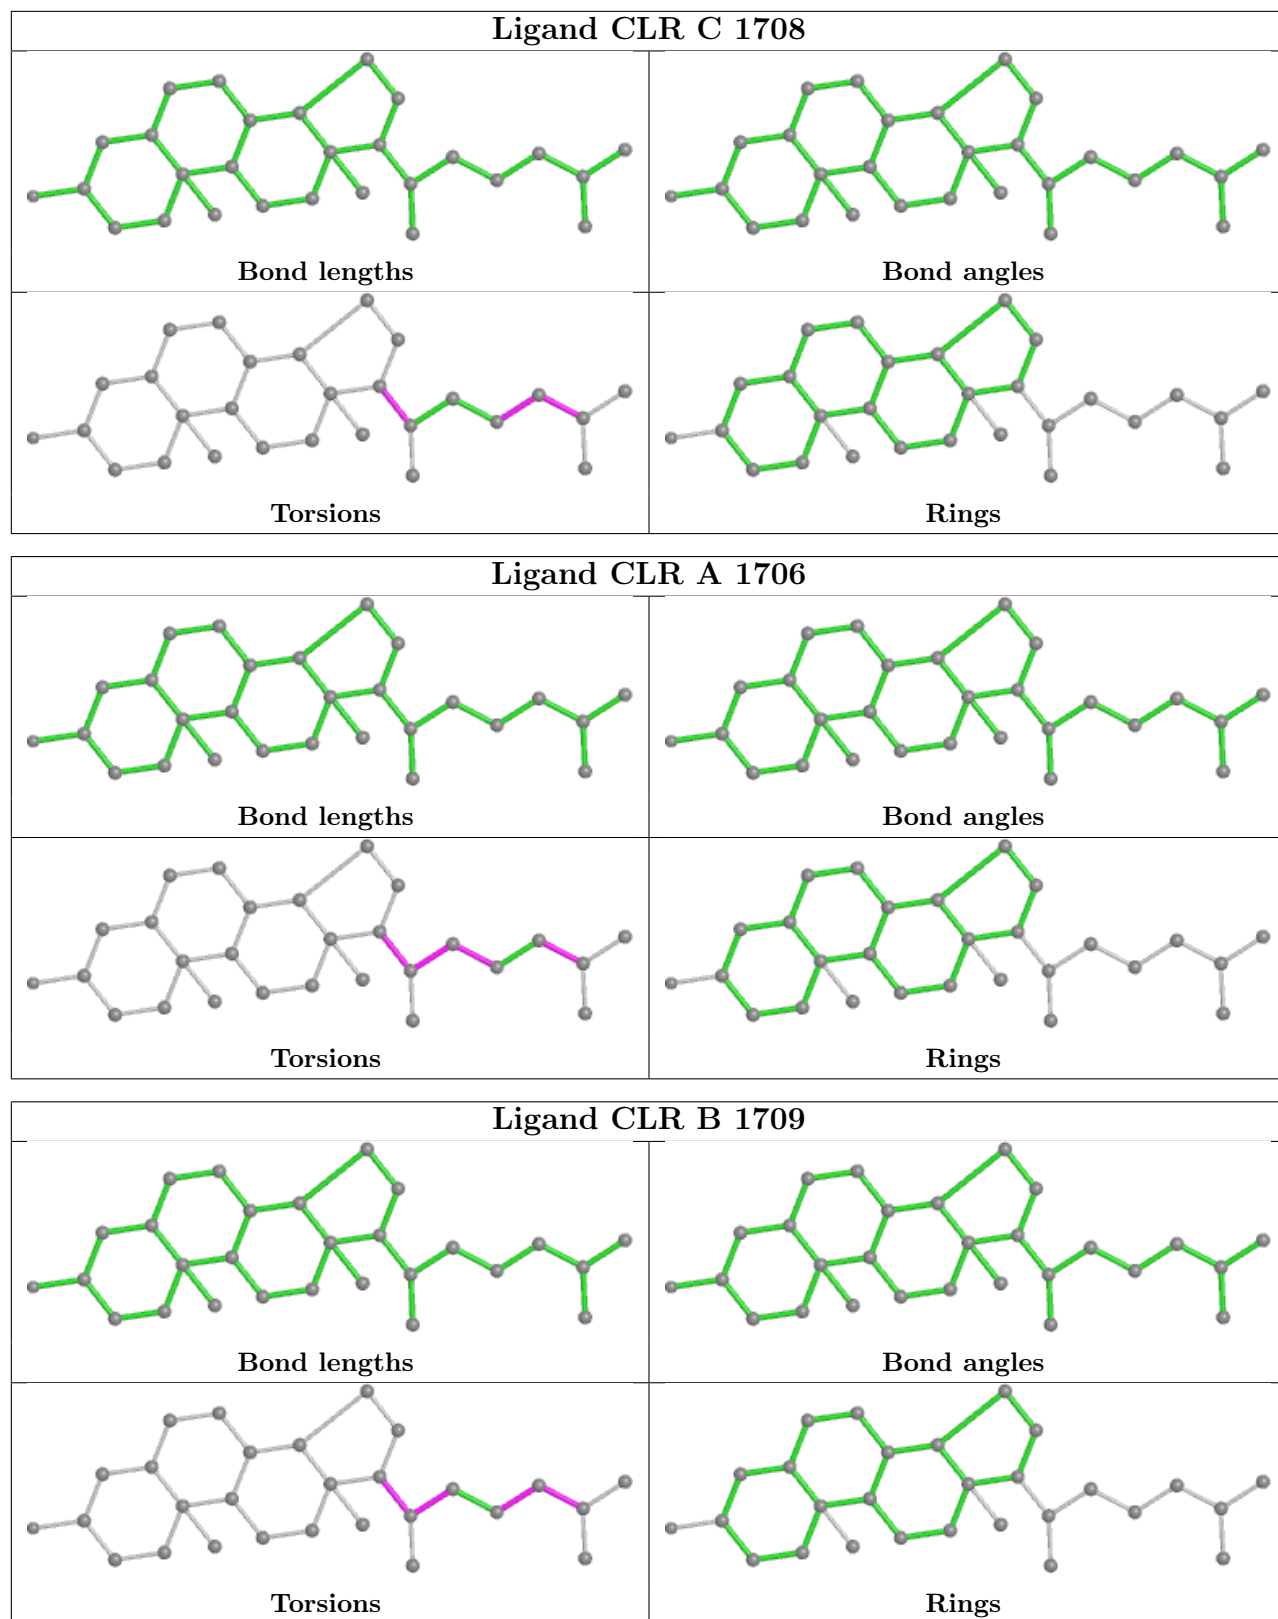 Ligand CLR C 1708
Bond lengths
Bond angles
Torsions
Rings
Ligand CLR A 1706
Bond lengths
Bond angles
Torsions
Rings
Ligand CLR B 1709
Bond lengths
Bond angles
Torsions
Rings